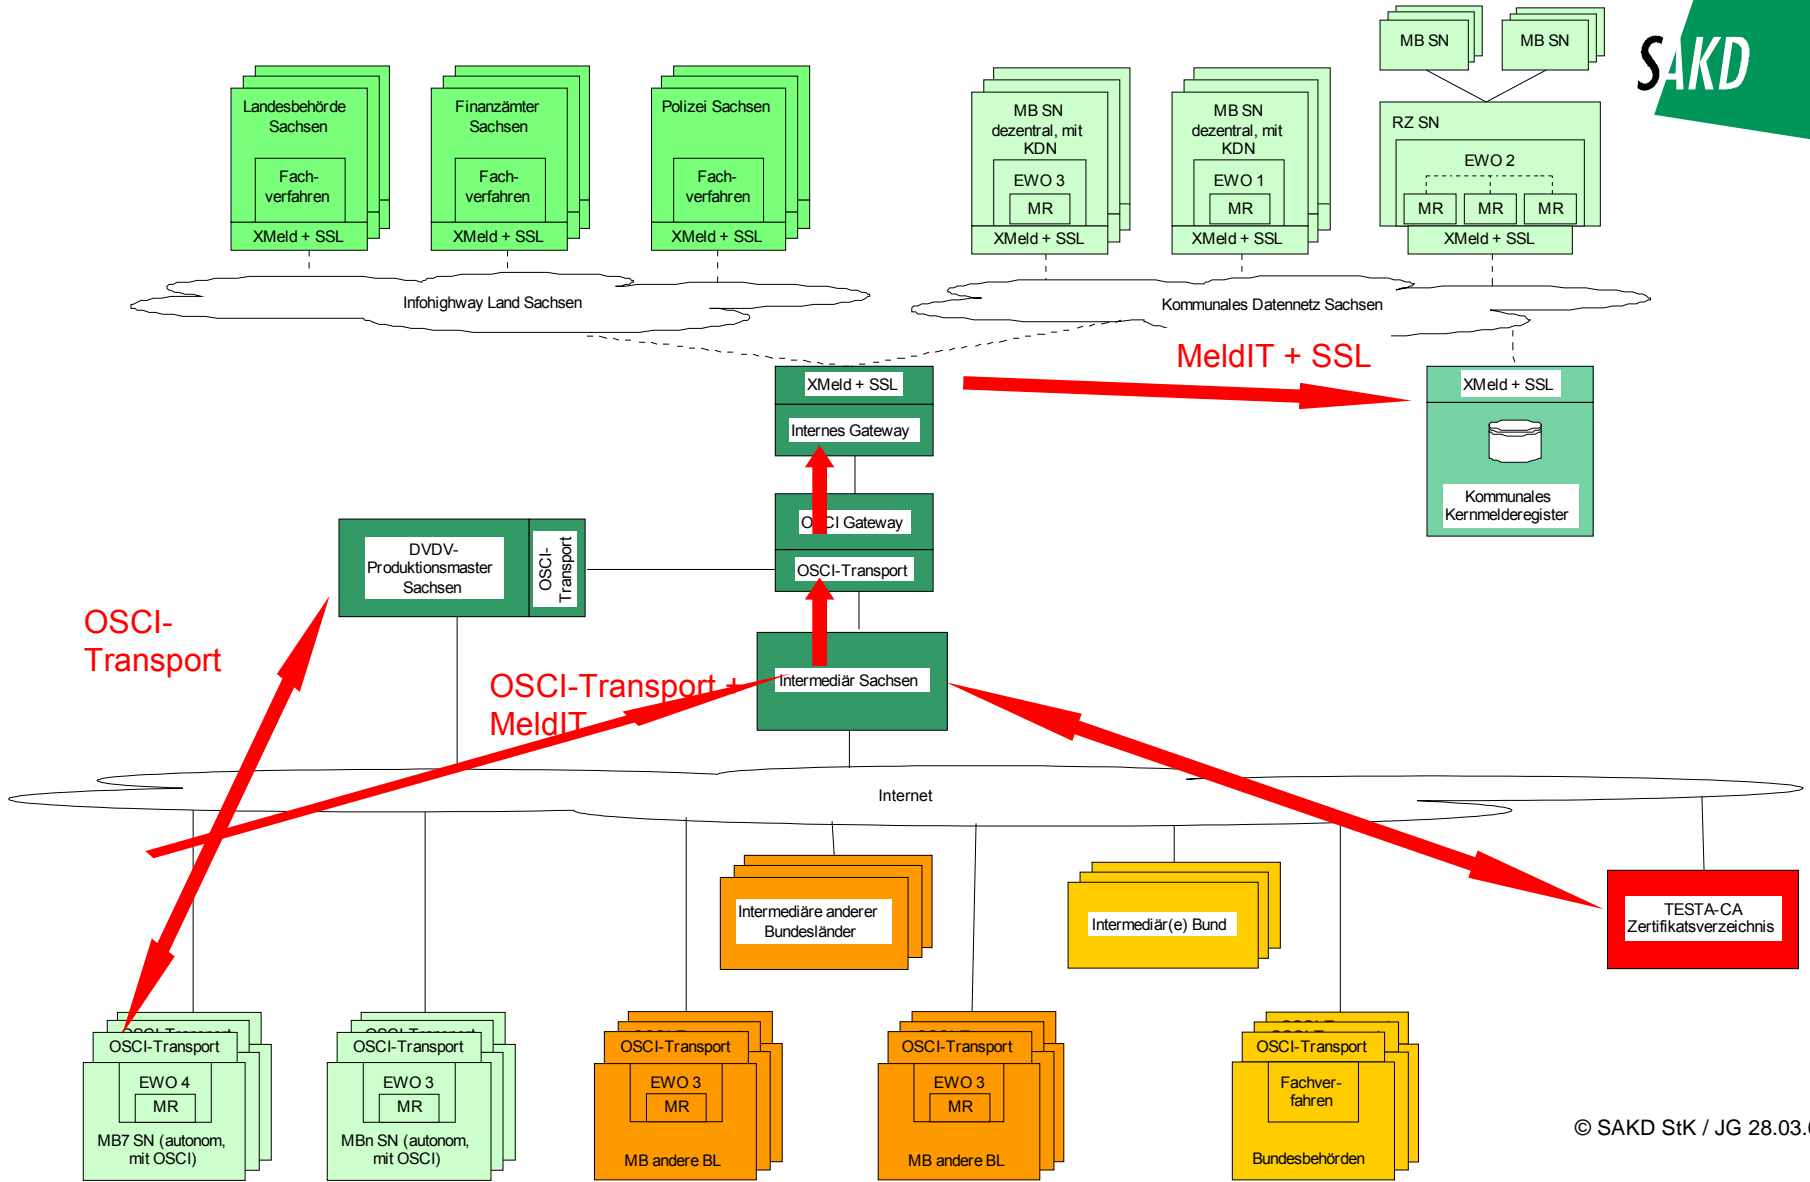 MB SN
MB SN
SAKD
Landesbehörde
Sachsen
Fach-
verfahren
XMeld + SSL
Finanzämter
Sachsen
Fach-
verfahren
XMeld + SSL
Polizei Sachsen
Fach-
verfahren
XMeld + SSL
MB SN
dezentral, mit
KDN
EWO 3
MR
XMeld + SSL
MB SN
dezentral, mit
KDN
EWO 1
MR
XMeld + SSL
RZ SN
EWO 2
MR
MR
MR
XMeld + SSL
Infohighway Land Sachsen
Kommunales Datennetz Sachsen
MeldIT + SSL
XMeld + SSL
Internes Gateway
XMeld + SSL
Kommunales
Kernmelderegister
OSCI Gateway
OSCI-Transport
DVDV-
Produktionsmaster
Sachsen
OSCI-
Transport
OSCI-
Transport
OSCI-Transport +
MeldIT
Intermediär Sachsen
Internet
Intermediäre anderer
Bundesländer
Intermediär(e) Bund
TESTA-CA
Zertifikatsverzeichnis
OSCI-Transport
OSCI-Transport
EWO 4
MR
MB7 SN (autonom,
mit OSCI)
OSCI-Transport
OSCI-Transport
EWO 3
MR
MBn SN (autonom,
mit OSCI)
OSCI-Transport
EWO 3
MR
MB andere BL
OSCI-Transport
EWO 3
MR
MB andere BL
OSCI-Transport
Fachver-
fahren
Bundesbehörden
© SAKD StK / JG 28.03.